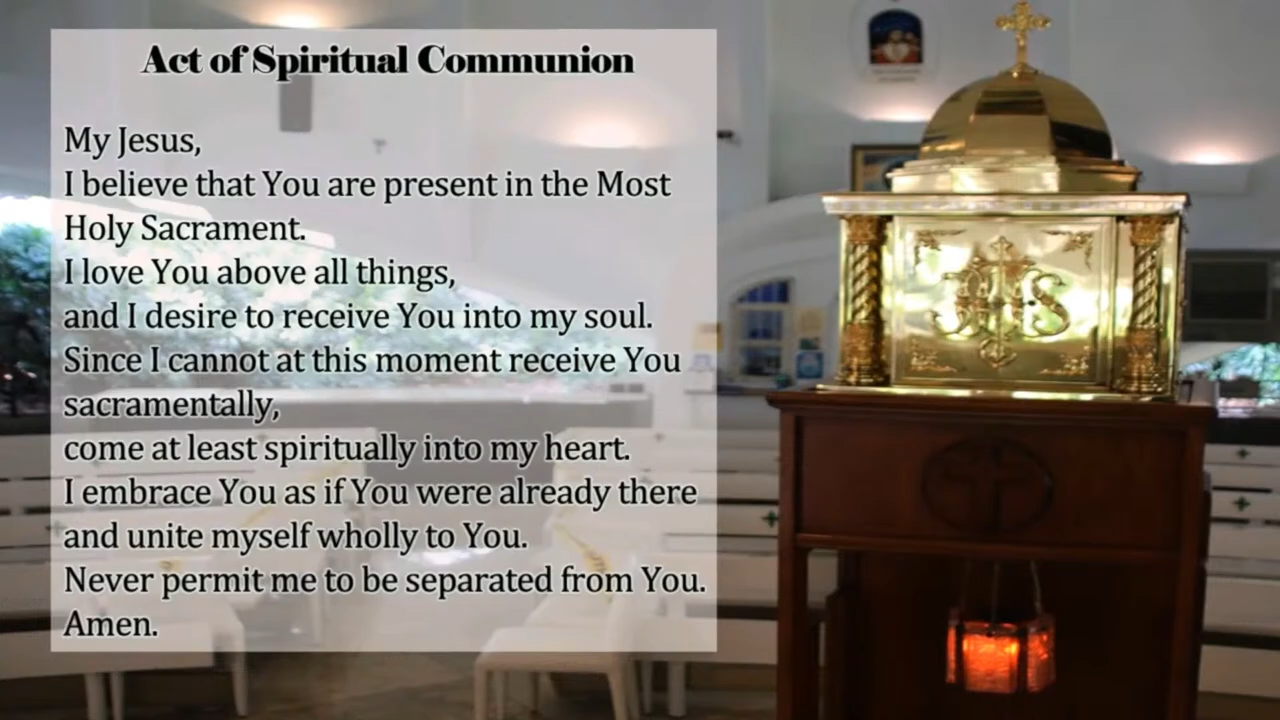 Act of Spiritual Communion
My Jesus,
I believe that You are present in the Most
Holy Sacrament.
I love You above all things,
and I desire to receive You into my soul.
Since I cannot at this moment receive You
sacramentally,
come at least spiritually into my heart.
I embrace You as if You were already there
and unite myself wholly to You.
Never permit me to be separated from You.
Amen.
IHS